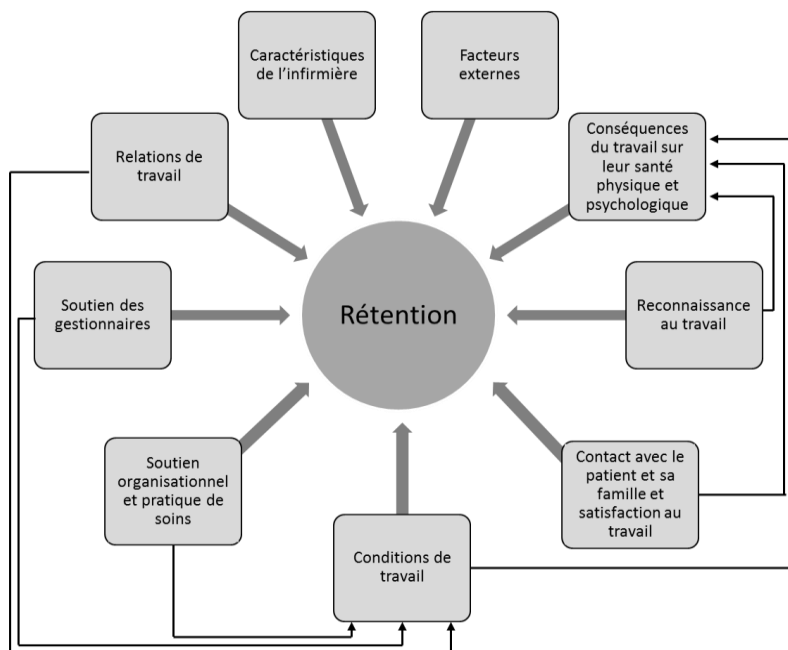 Caractéristiques
de l'infirmière
Facteurs
externes
Relations de
travail
Conséquences
du travail sur
leur santé
physique et
psychologique
Soutien des
gestionnaires
Rétention
Reconnaissance
au travail
Soutien
organisationnel
et pratique de
soins
Contact avec le
patient et sa
famille et
satisfaction au
travail
Conditions de
travail